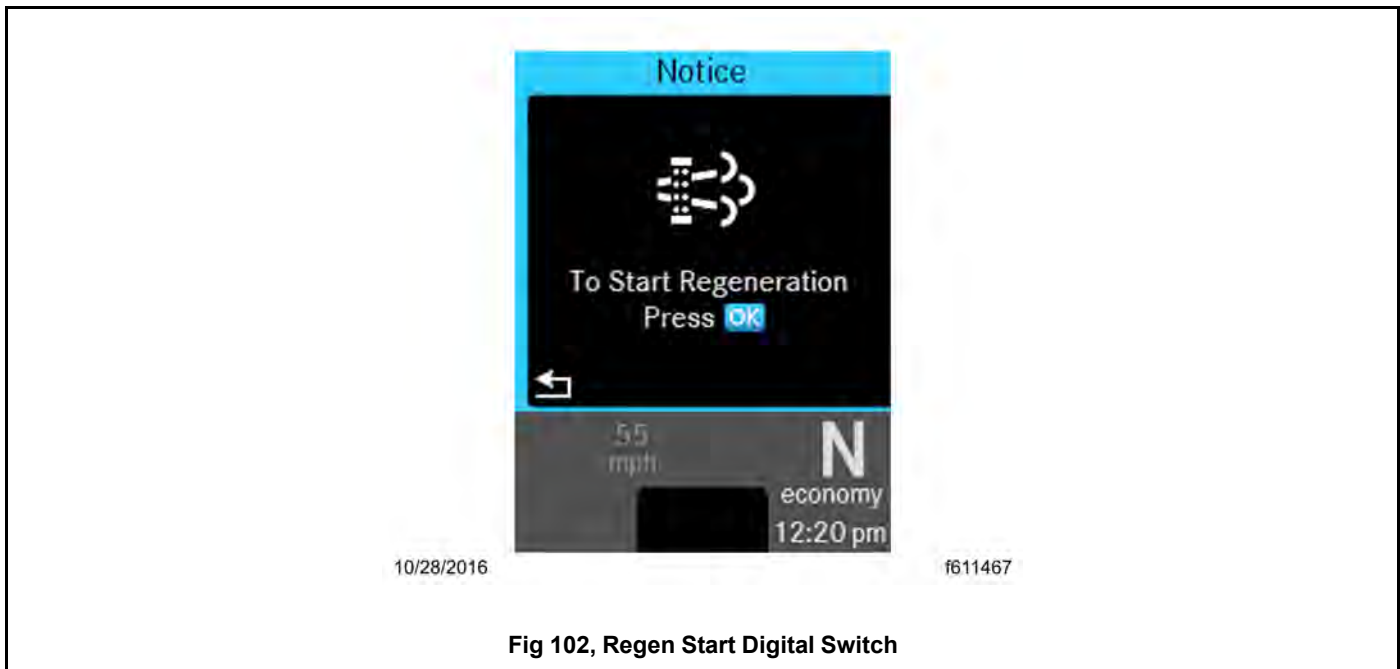 Notice
To Start Regeneration
Press OK
55
mph
N
economy
12:20 pm
10/28/2016
f611467
Fig 102, Regen Start Digital Switch